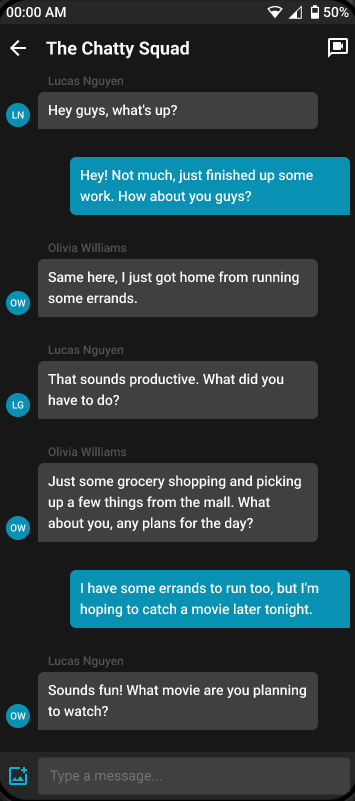 00:00 AM 50%
The Chatty Squad
Lucas Nguyen
Hey guys, what's up?
LN
Hey! Not much, just finished up some
work. How about you guys?
Olivia Williams
Same here, I just got home from running
some errands.
OW
Lucas Nguyen
That sounds productive. What did you
have to do?
LG
Olivia Williams
Just some grocery shopping and picking
up a few things from the mall. What
about you, any plans for the day?
OW
I have some errands to run too, but I'm
hoping to catch a movie later tonight.
Lucas Nguyen
Sounds fun! What movie are you planning
to watch?
OW
Type a message...